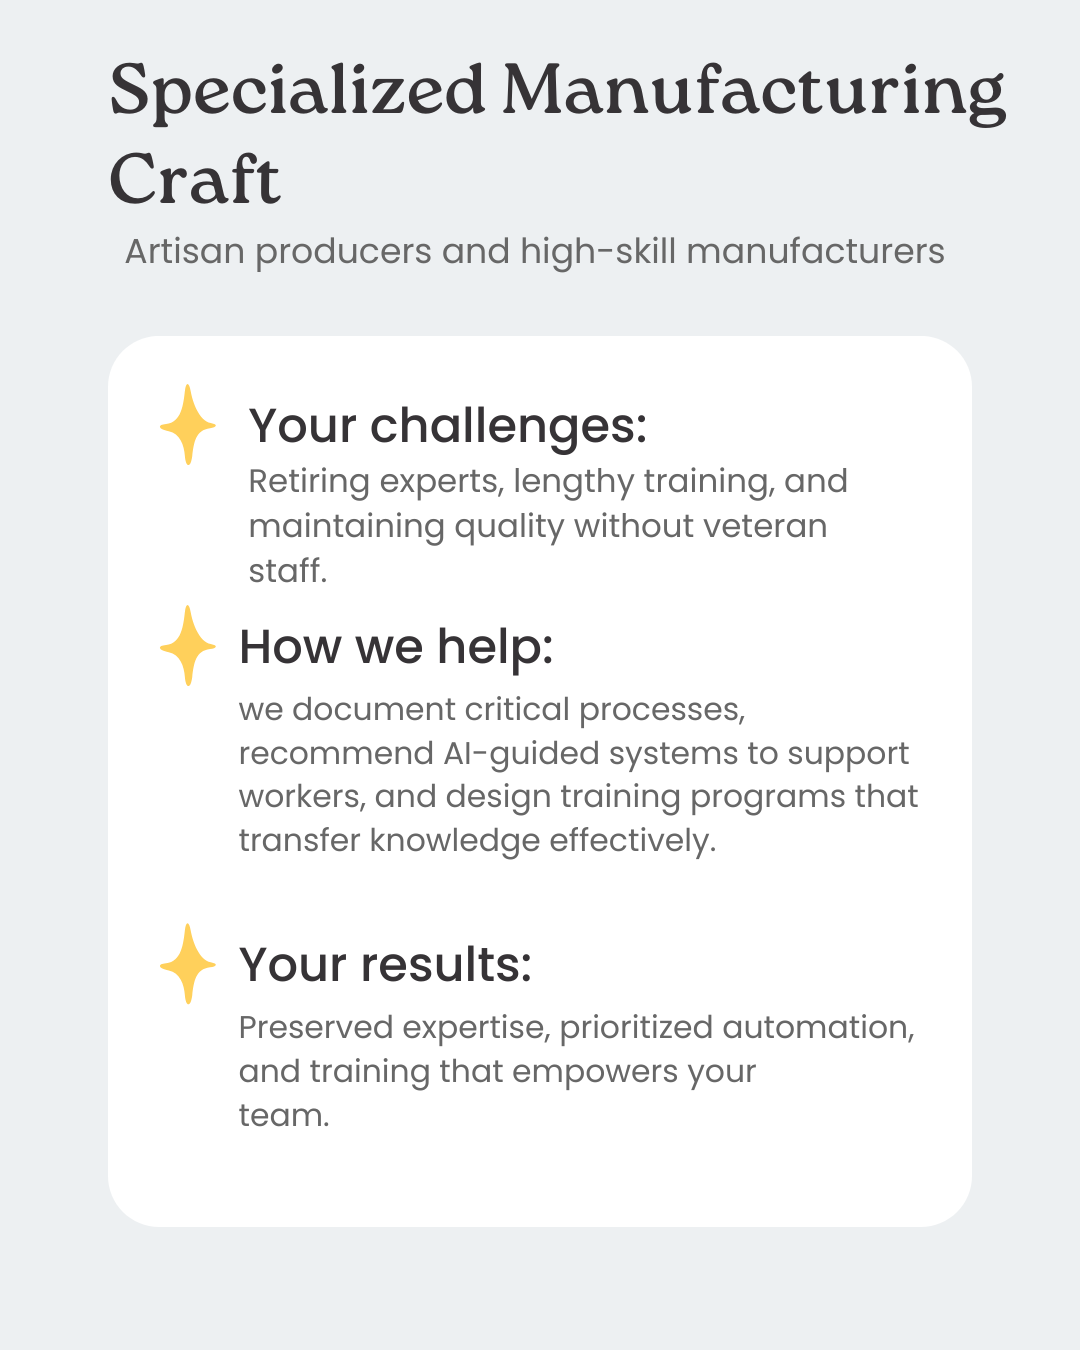 Specialized Manufacturing
Craft
Artisan producers and high-skill manufacturers
Your challenges:
Retiring experts, lengthy training, and
maintaining quality without veteran
staff.
How we help:
we document critical processes,
recommend AI-guided systems to support
workers, and design training programs that
transfer knowledge effectively.
Your results:
Preserved expertise, prioritized automation,
and training that empowers your
team.